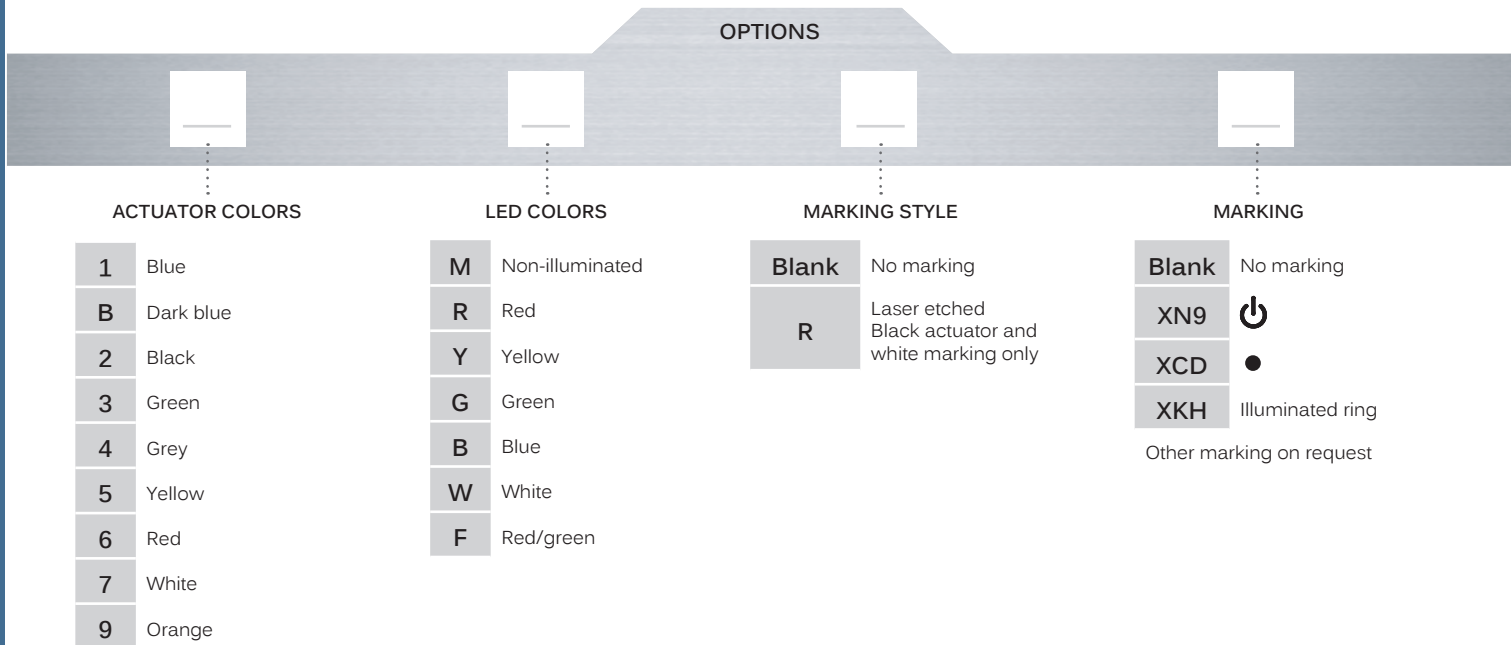 OPTIONS
ACTUATOR COLORS
1 Blue
B Dark blue
2 Black
3 Green
4 Grey
5 Yellow
6 Red
7 White
9 Orange
LED COLORS
M Non-illuminated
R Red
Y Yellow
G Green
B Blue
W White
F Red/green
MARKING STYLE
Blank No marking
R Laser etched
Black actuator and
white marking only
MARKING
Blank No marking
XN9
XCD
XKH Illuminated ring
Other marking on request